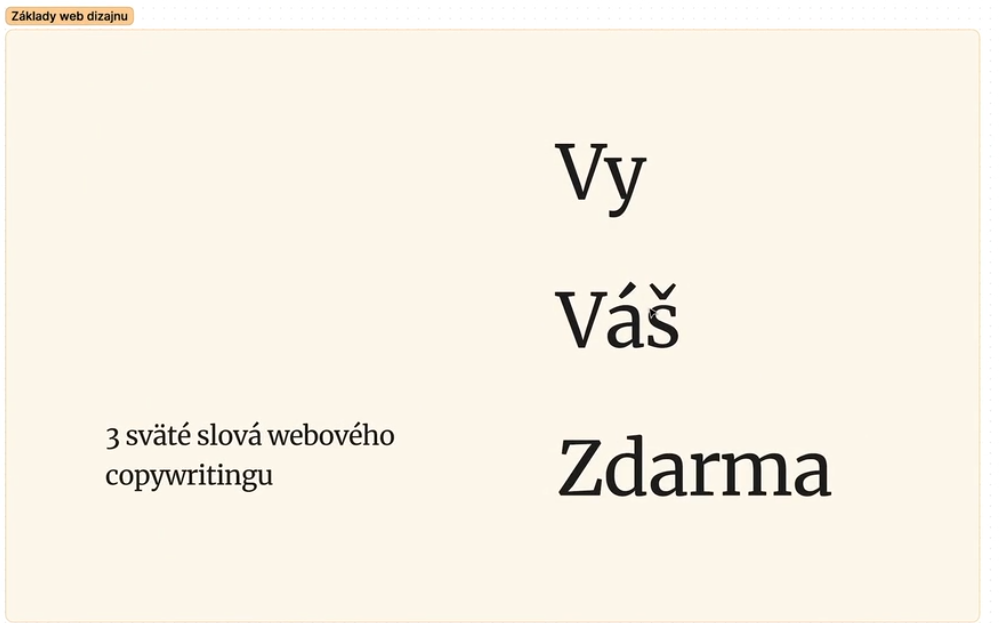 Základy web dizajnu
Vy
Váš
Zdarma
3 sväté slová webového
copywritingu